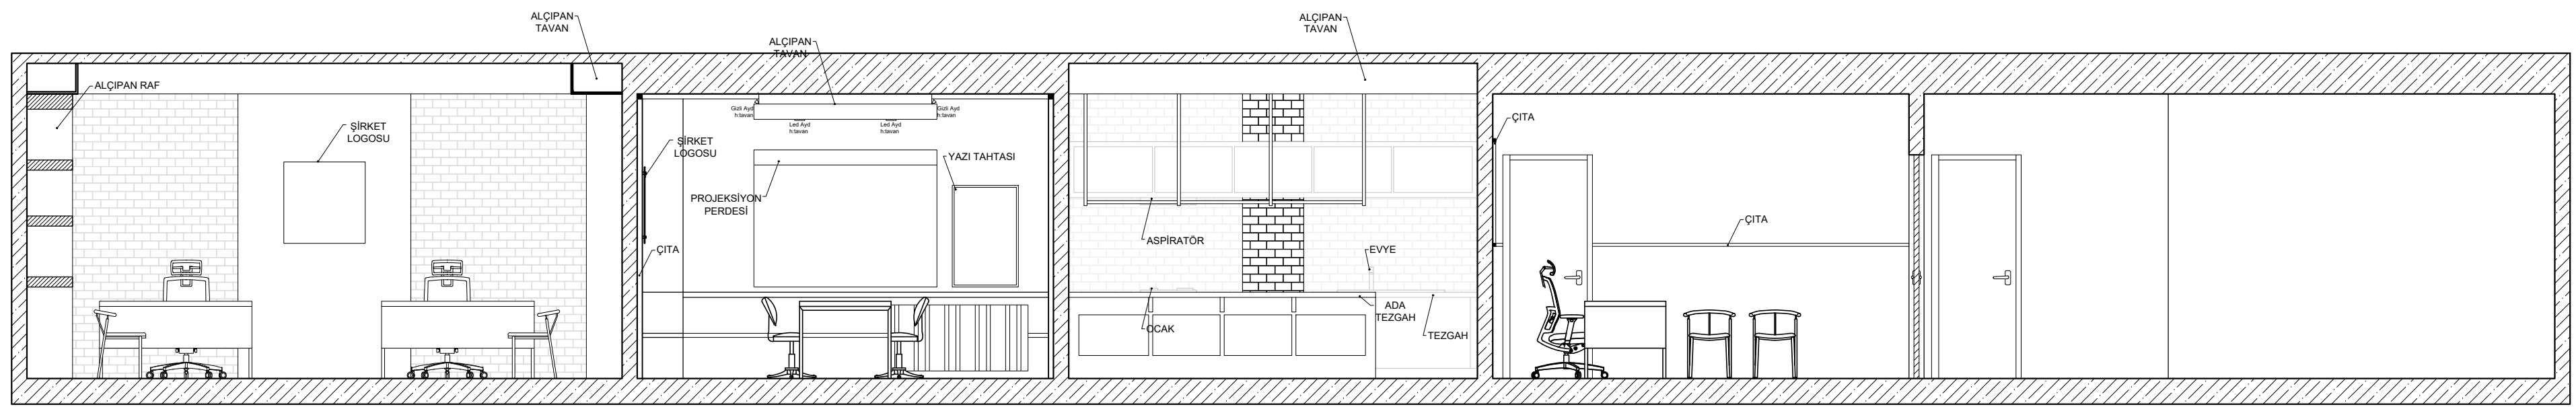 ALÇIPAN
TAVAN
ALÇIPAN
TAVAN
ALÇIPAN
TAVAN
ALÇIPAN RAF
ŞİRKET
LOGOSU
Gizli Ayd
h:tavan
Led Ayd
h:tavan
Led Ayd
h:tavan
Gizli Ayd
h:tavan
ŞİRKET
LOGOSU
YAZI TAHTASI
PROJEKSİYON
PERDESİ
ÇITA
ASPİRATÖR
EVYE
OCAK
ADA
TEZGAH
TEZGAH
ÇITA
ÇITA